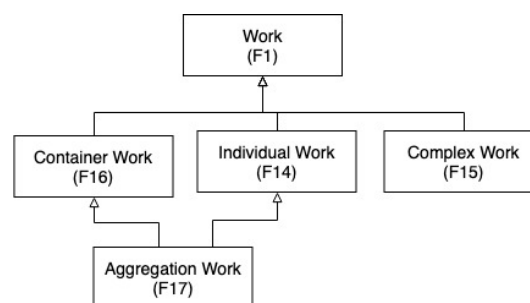 Work
(F1)
Container Work
(F16)
Individual Work
(F14)
Complex Work
(F15)
Aggregation Work
(F17)